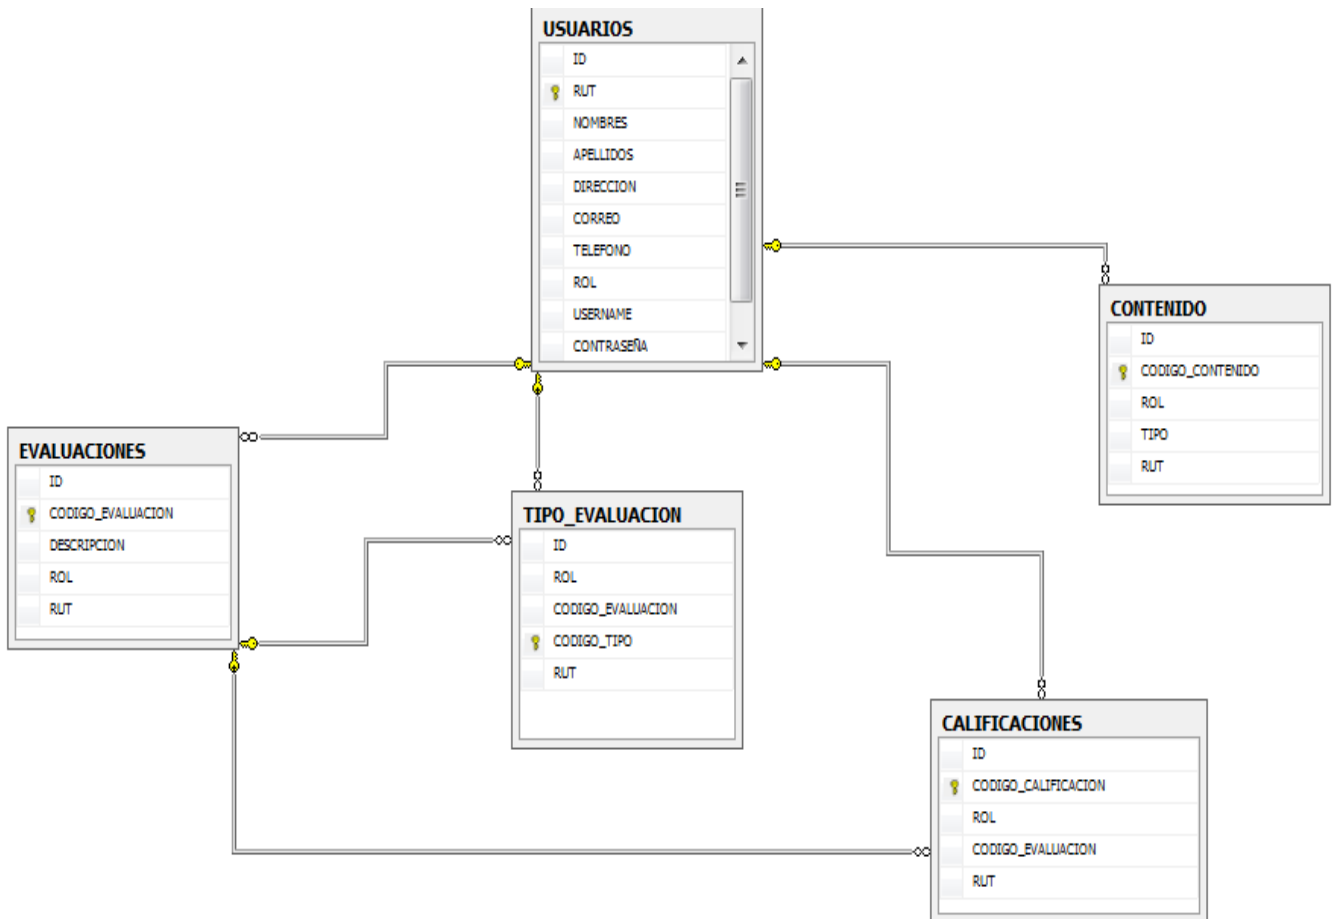 USUARIOS
ID
RUT
NOMBRES
APELLIDOS
DIRECCION
CORREO
TELEFONO
ROL
USERNAME
CONTRASEÑA
CONTENIDO
ID
CODIGO_CONTENIDO
ROL
TIPO
RUT
EVALUACIONES
ID
CODIGO_EVALUACION
DESCRIPCION
ROL
RUT
TIPO_EVALUACION
ID
ROL
CODIGO_EVALUACION
CODIGO_TIPO
RUT
CALIFICACIONES
ID
CODIGO_CALIFICACION
ROL
CODIGO_EVALUACION
RUT